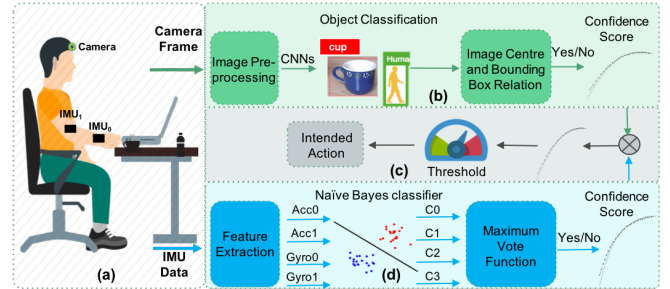 Camera
IMU1
IMU0
(a)
Camera
Frame
IMU
Data
Object Classification
Image Pre-
processing
CNNs
cup
Huma
(b)
Image Centre
and Bounding
Box Relation
Yes/No
Confidence
Score
Intended
Action
(c)
Threshold
Naïve Bayes classifier
Feature
Extraction
Acc0
Acc1
Gyro0
Gyro1
(d)
C0
C1
C2
C3
Maximum
Vote
Function
Yes/No
Confidence
Score